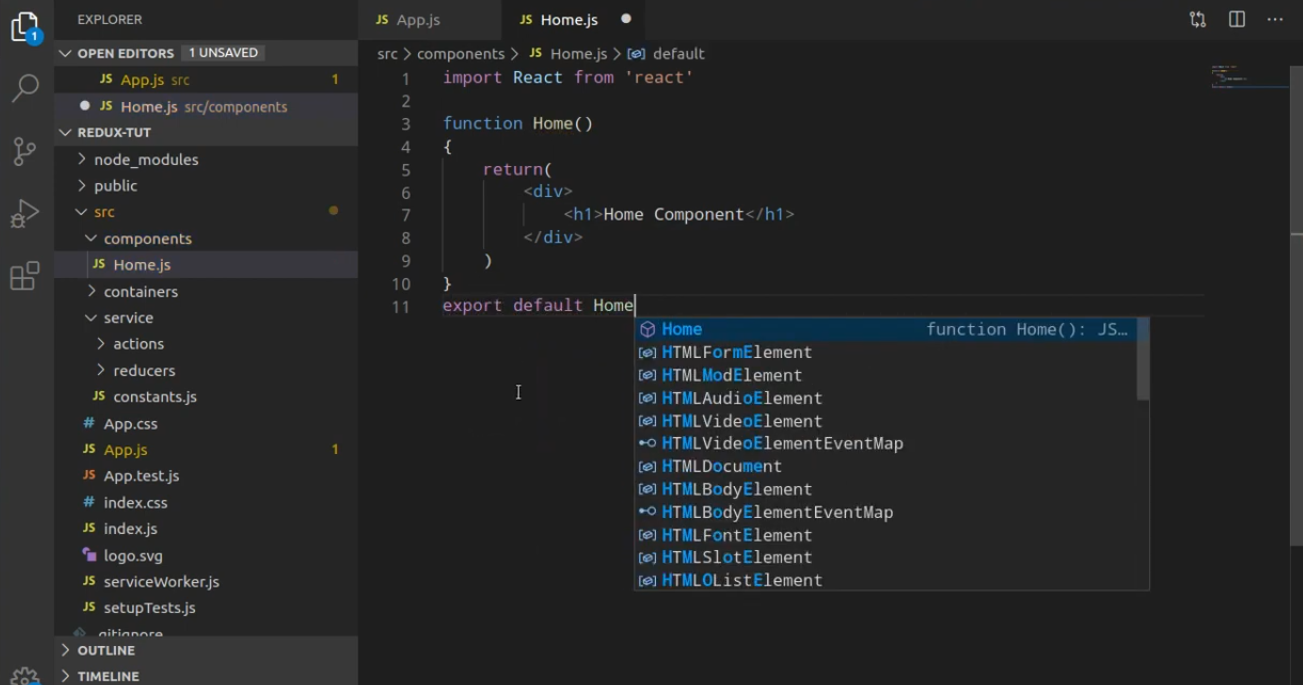 1
EXPLORER
OPEN EDITORS 1 UNSAVED
JS App.js src 1
JS Home.js src/components
REDUX-TUT
node_modules
public
src
components
JS Home.js
containers
service
actions
reducers
JS constants.js
# App.css
JS App.js 1
JS App.test.js
# index.css
JS index.js
logo.svg
JS serviceWorker.js
JS setupTests.js
.gitignore
OUTLINE
TIMELINE
JS App.js JS Home.js
src > components > JS Home.js > default
1 import React from 'react'
2
3 function Home()
4 {
5 return(
6 <div>
7 <h1>Home Component</h1>
8 </div>
9 )
10 }
11 export default Home
Home function Home(): JS…
HTMLFormElement
HTMLModElement
HTMLAudioElement
HTMLVideoElement
HTMLVideoElementEventMap
HTMLDocument
HTMLBodyElement
HTMLBodyElementEventMap
HTMLFontElement
HTMLSlotElement
HTMLOListElement